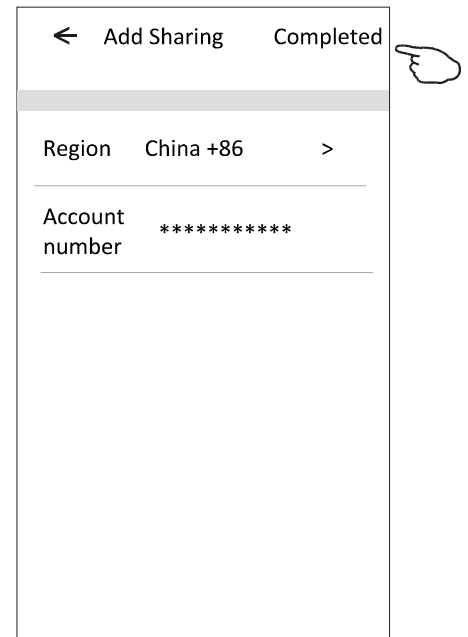 ← Add Sharing Completed
Region China +86 >
Account
number ***********